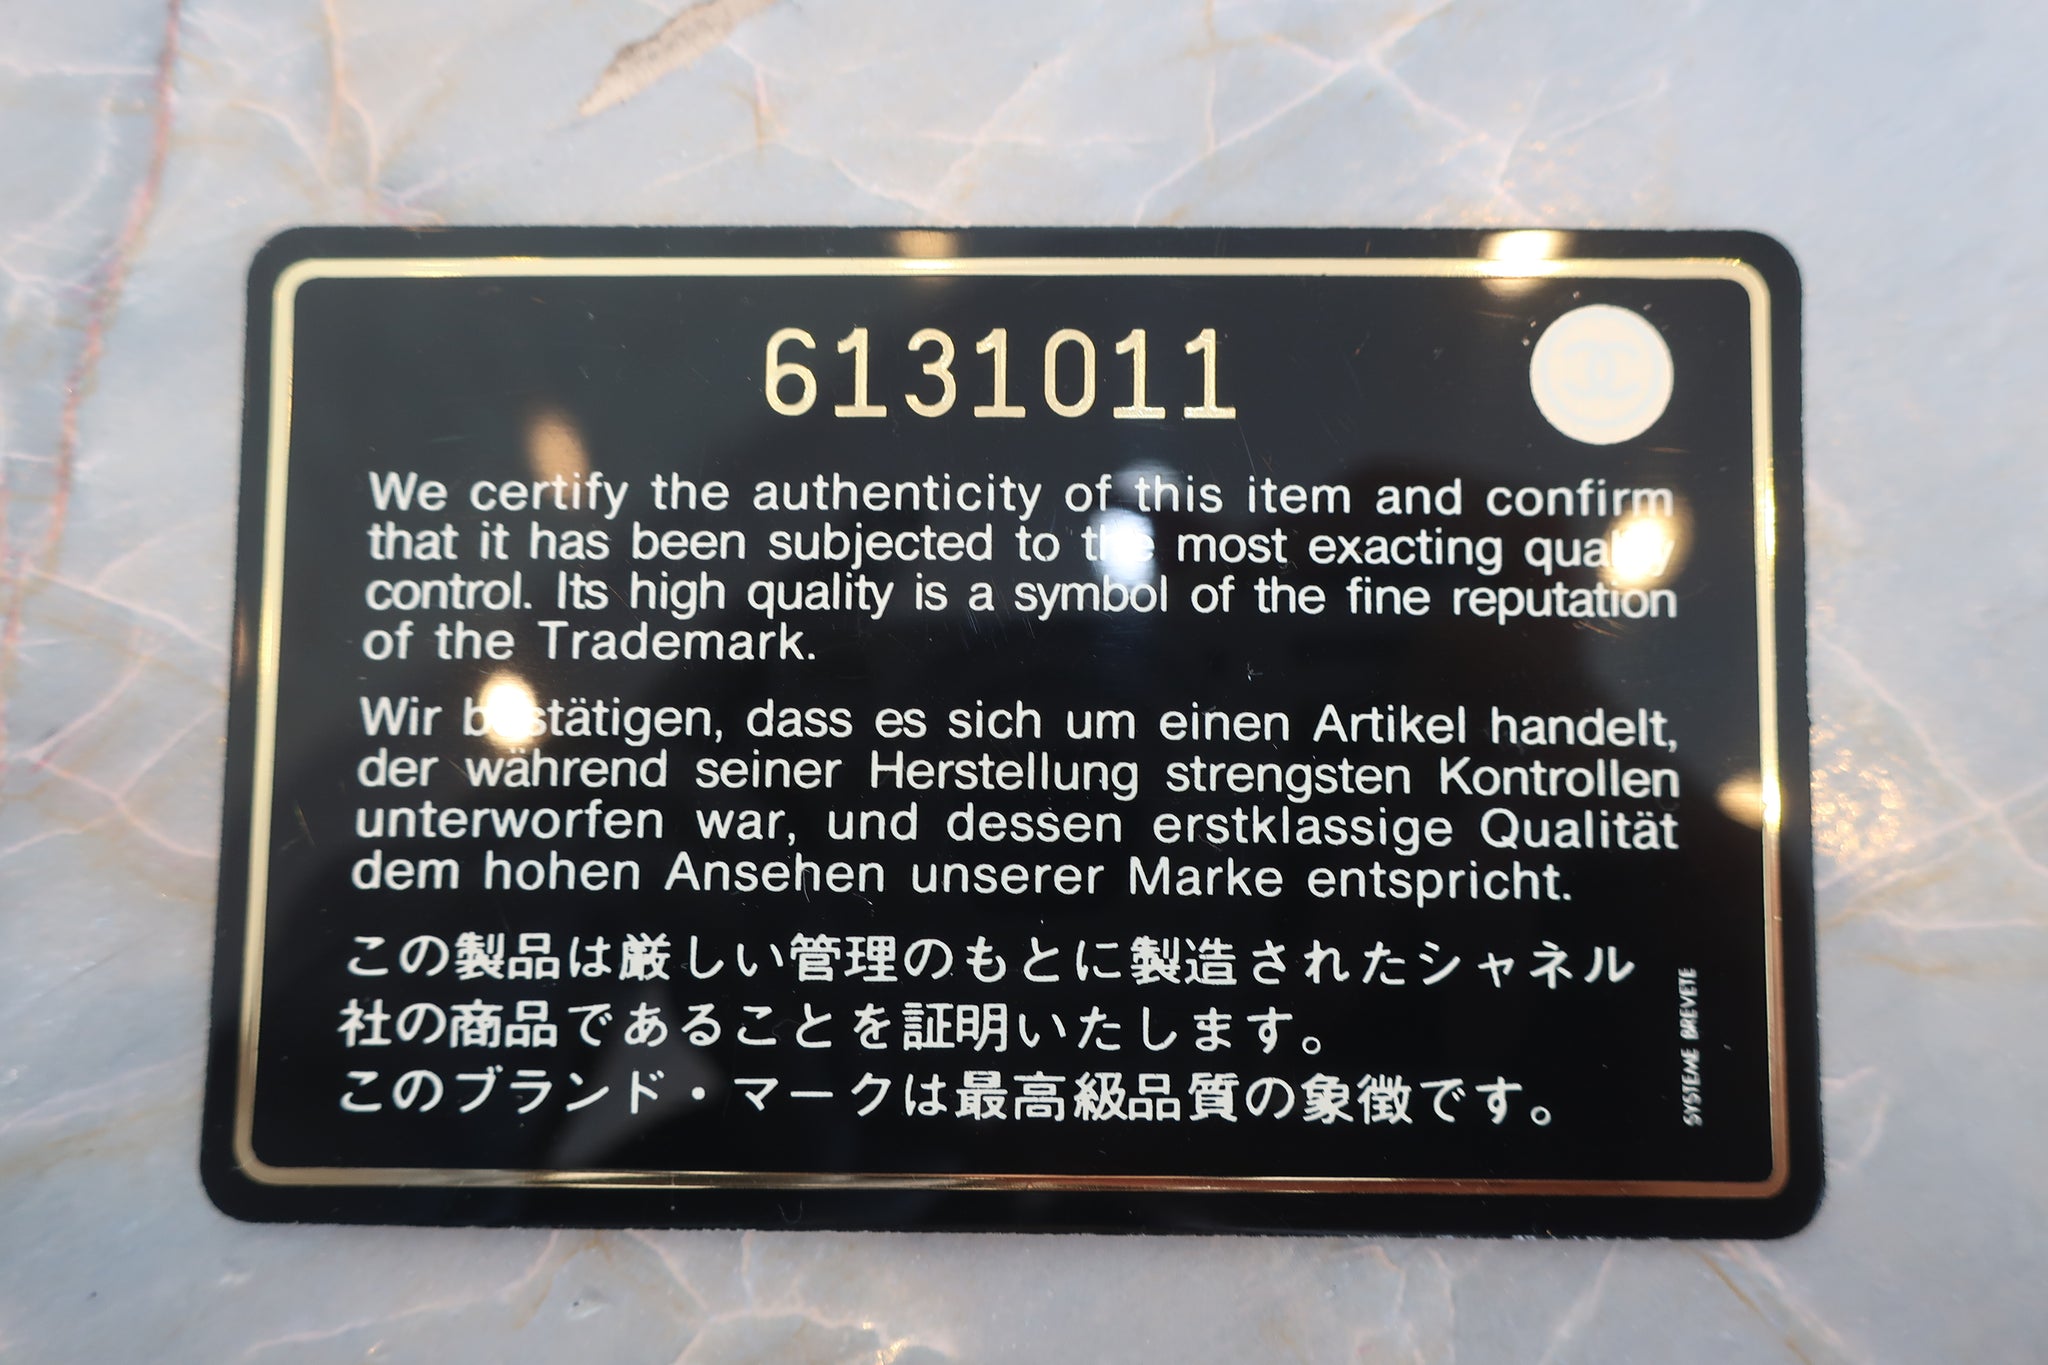 6131011
We certify the authenticity of this item and confirm
that it has been subjected to the most exacting quality
control. Its high quality is a symbol of the fine reputation
of the Trademark.
Wir bestätigen, dass es sich um einen Artikel handelt,
der während seiner Herstellung strengsten Kontrollen
unterworfen war, und dessen erstklassige Qualität
dem hohen Ansehen unserer Marke entspricht.
この製品は厳しい管理のもとに製造されたシャネル
社の商品であることを証明いたします。
このブランド・マークは最高級品質の象徴です。
SYSTEME BREVETE